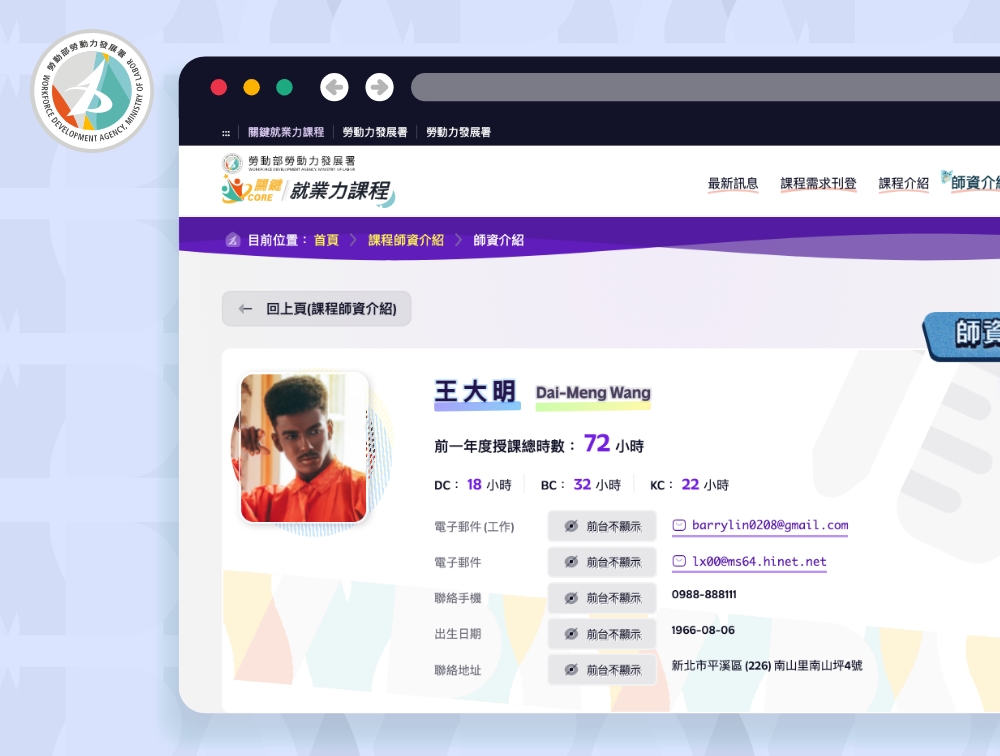 勞動部勞動力發展署
WORKFORCE DEVELOPMENT AGENCY, MINISTRY OF LABOR
::: 關鍵就業力課程 勞動力發展署 勞動力發展署
勞動部勞動力發展署
WORKFORCE DEVELOPMENT AGENCY, MINISTRY OF LABOR
關鍵
CORE
就業力課程
最新訊息 課程需求刊登 課程介紹 師資介紹
目前位置： 首頁 課程師資介紹 師資介紹
← 回上頁(課程師資介紹)
師資
王大明 Dai-Meng Wang
前一年度授課總時數： 72 小時
DC： 18 小時 BC： 32 小時 KC： 22 小時
電子郵件 (工作) 前台不顯示 barrylin0208@gmail.com
電子郵件 前台不顯示 lx00@ms64.hinet.net
聯絡手機 前台不顯示 0988-888111
出生日期 前台不顯示 1966-08-06
聯絡地址 前台不顯示 新北市平溪區 (226) 南山里南山坪4號